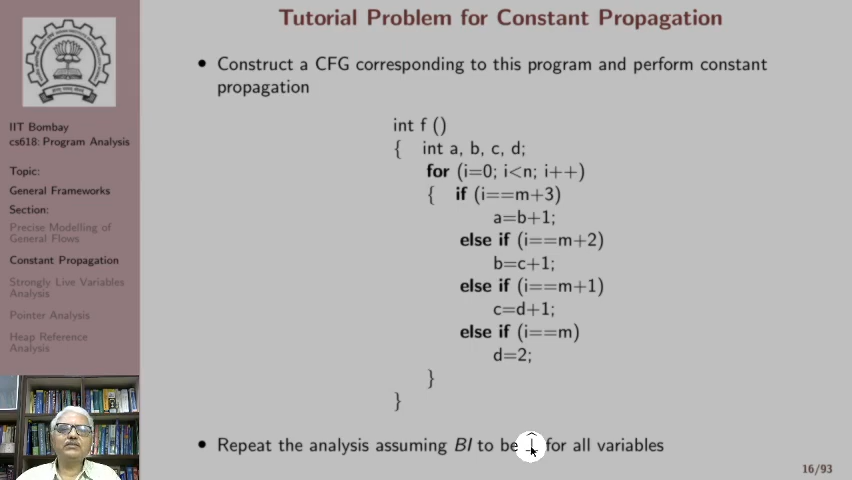 Tutorial Problem for Constant Propagation
• Construct a CFG corresponding to this program and perform constant
propagation
int f ()
{ int a, b, c, d;
for (i=0; i<n; i++)
{ if (i==m+3)
a=b+1;
else if (i==m+2)
b=c+1;
else if (i==m+1)
c=d+1;
else if (i==m)
d=2;
}
}
• Repeat the analysis assuming BI to be ⊥̂ for all variables
IIT Bombay
cs618: Program Analysis
Topic:
General Frameworks
Section:
Precise Modelling of
General Flows
Constant Propagation
Strongly Live Variables
Analysis
Pointer Analysis
Heap Reference
Analysis
16/93